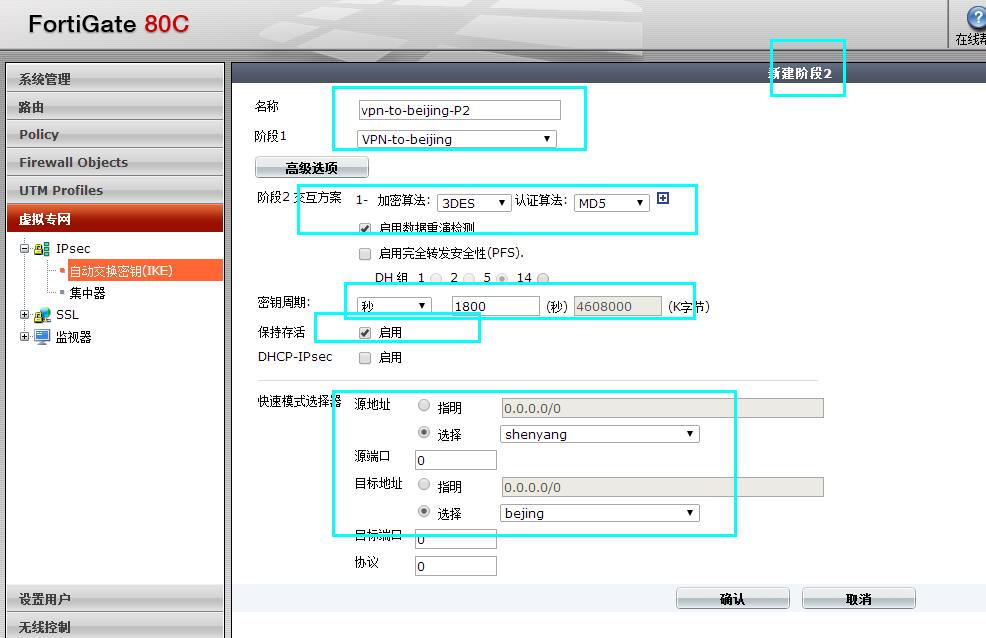 FortiGate 80C
在线帮
系统管理
路由
Policy
Firewall Objects
UTM Profiles
虚拟专网
IPsec
自动交换密钥(IKE)
集中器
SSL
监视器
设置用户
无线控制
新建阶段2
名称 vpn-to-beijing-P2
阶段1 VPN-to-beijing
高级选项
阶段2 交互方案 1- 加密算法: 3DES 认证算法: MD5
启用数据重演检测
启用完全转发安全性(PFS).
DH 组 1 2 5 14
密钥周期: 秒 1800 (秒) 4608000 (K字节)
保持存活 启用
DHCP-IPsec 启用
快速模式选择器 源地址 指明 0.0.0.0/0
选择 shenyang
源端口 0
目标地址 指明 0.0.0.0/0
选择 bejing
目标端口 0
协议 0
确认 取消